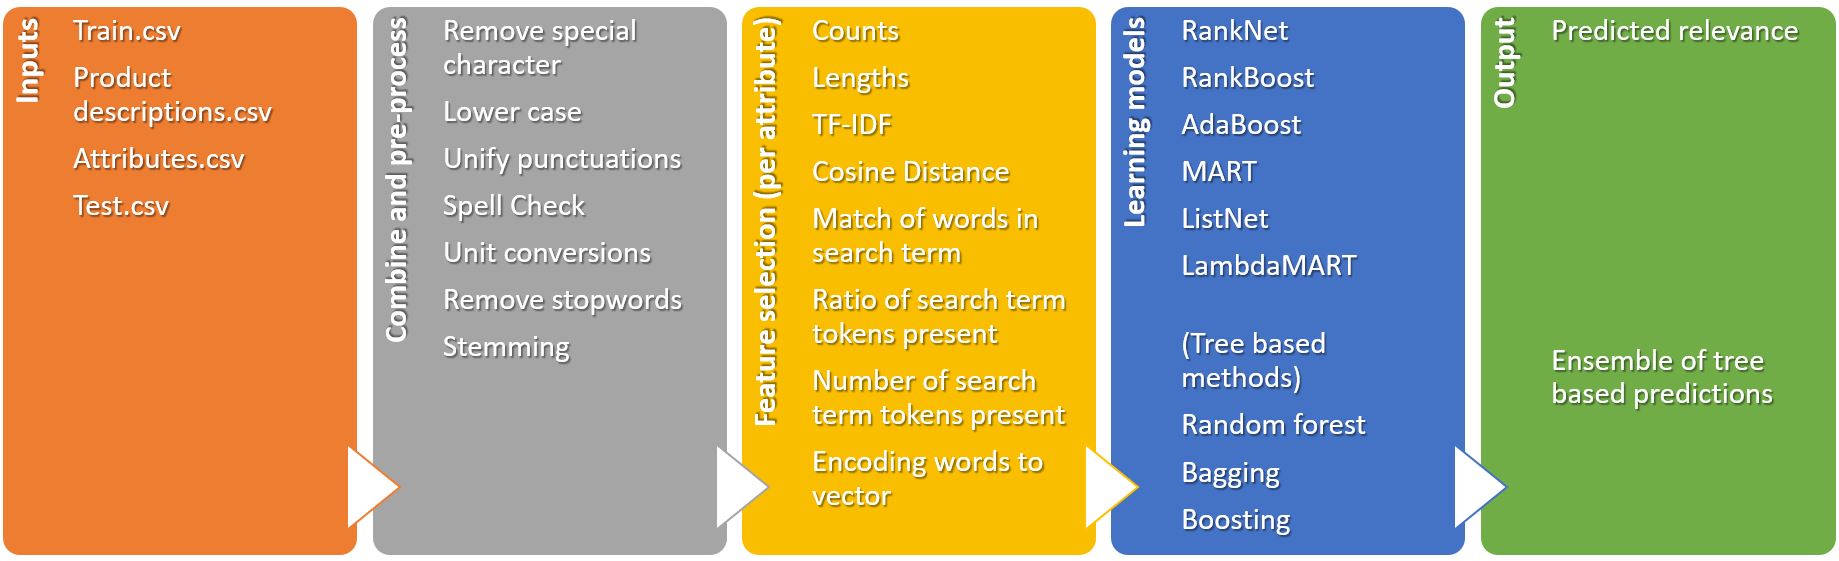 Inputs
Train.csv
Product
descriptions.csv
Attributes.csv
Test.csv
Combine and pre-process
Remove special
character
Lower case
Unify punctuations
Spell Check
Unit conversions
Remove stopwords
Stemming
Feature selection (per attribute)
Counts
Lengths
TF-IDF
Cosine Distance
Match of words in
search term
Ratio of search term
tokens present
Number of search
term tokens present
Encoding words to
vector
Learning models
RankNet
RankBoost
AdaBoost
MART
ListNet
LambdaMART
(Tree based
methods)
Random forest
Bagging
Boosting
Output
Predicted relevance
Ensemble of tree
based predictions